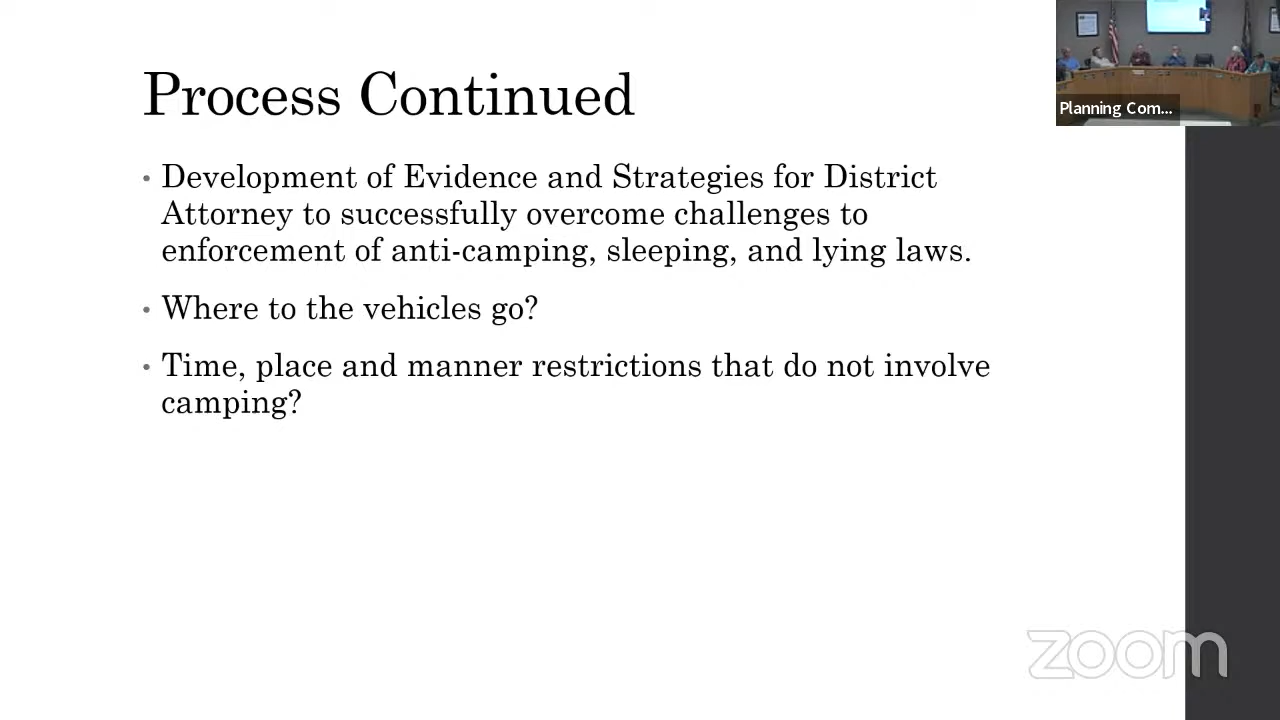 Process Continued
Planning Com...
• Development of Evidence and Strategies for District
Attorney to successfully overcome challenges to
enforcement of anti-camping, sleeping, and lying laws.
• Where to the vehicles go?
• Time, place and manner restrictions that do not involve
camping?
zoom